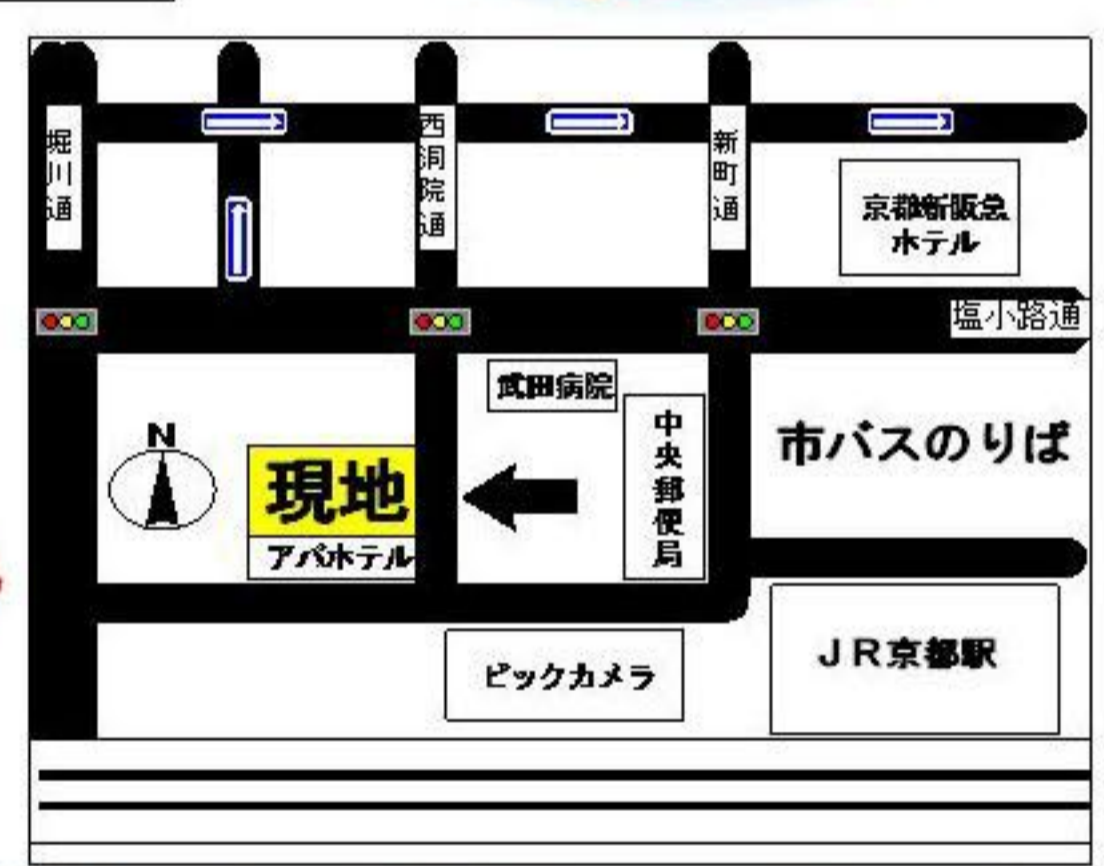 堀川通
西洞院通
新町通
京都新阪急
ホテル
塩小路通
武田病院
中央郵便局
市バスのりば
N
現地
アパホテル
JR京都駅
ビックカメラ